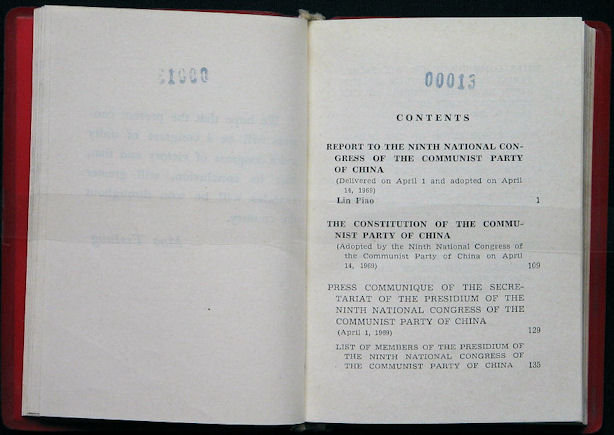 00013
CONTENTS
REPORT TO THE NINTH NATIONAL CON-
GRESS OF THE COMMUNIST PARTY
OF CHINA
(Delivered on April 1 and adopted on April
14, 1969)
Lin Piao 1
THE CONSTITUTION OF THE COMMU-
NIST PARTY OF CHINA
(Adopted by the Ninth National Congress of
the Communist Party of China on April
14, 1969) 109
PRESS COMMUNIQUE OF THE SECRE-
TARIAT OF THE PRESIDIUM OF THE
NINTH NATIONAL CONGRESS OF THE
COMMUNIST PARTY OF CHINA
(April 1, 1969) 129
LIST OF MEMBERS OF THE PRESIDIUM OF
THE NINTH NATIONAL CONGRESS OF
THE COMMUNIST PARTY OF CHINA 135